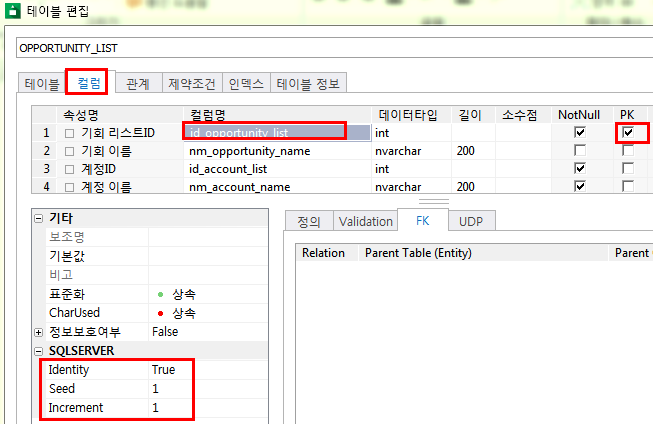 테이블 편집
OPPORTUNITY_LIST
테이블 컬럼 관계 제약조건 인덱스 테이블 정보
속성명 컬럼명 데이터타입 길이 소수점 NotNull PK
1 기회 리스트ID id_opportunity_list int
2 기회 이름 nm_opportunity_name nvarchar 200
3 계정ID id_account_list int
4 계정 이름 nm_account_name nvarchar 200
기타
보조명
기본값
비고
표준화 상속
CharUsed 상속
정보보호여부 False
SQLSERVER
Identity True
Seed 1
Increment 1
정의 Validation FK UDP
Relation Parent Table (Entity) Parent